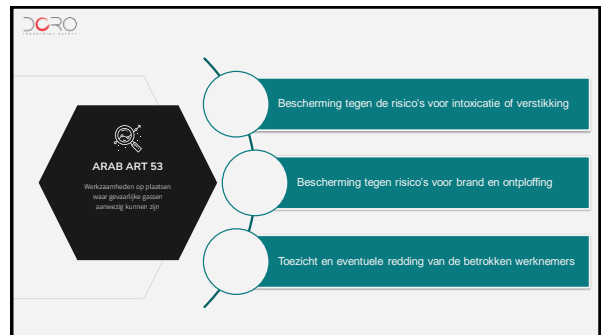 DCRO
INDUSTRIAL SAFETY
ARAB ART 53
Werkzaamheden op plaatsen
waar gevaarlijke gassen
aanwezig kunnen zijn
Bescherming tegen de risico's voor intoxicatie of verstikking
Bescherming tegen risico's voor brand en ontploffing
Toezicht en eventuele redding van de betrokken werknemers